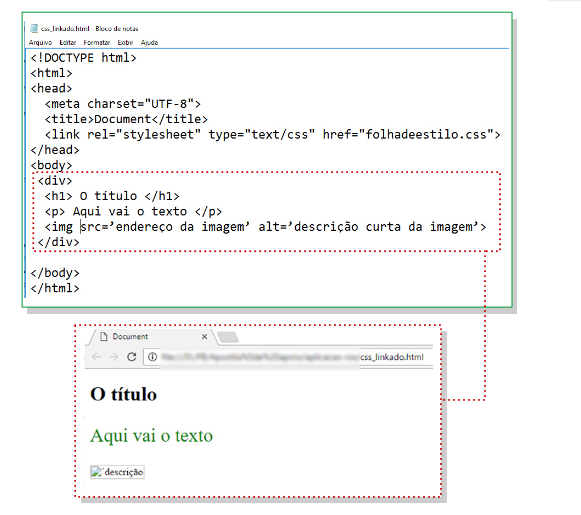 css_linkado.html - Bloco de notas
Arquivo Editar Formatar Exibir Ajuda
<!DOCTYPE html>
<html>
<head>
<meta charset="UTF-8">
<title>Document</title>
<link rel="stylesheet" type="text/css" href="folhadeestilo.css">
</head>
<body>
<div>
<h1> O título </h1>
<p> Aqui vai o texto </p>
<img src=’endereço da imagem’ alt=’descrição curta da imagem’>
</div>
</body>
</html>
Document
css_linkado.html
O título
Aqui vai o texto
‘descrição